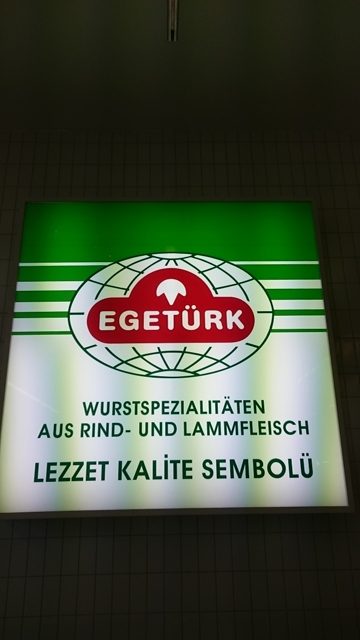 EGETÜRK
WURSTSPEZIALITÄTEN
AUS RIND- UND LAMMFLEISCH
LEZZET KALİTE SEMBOLÜ